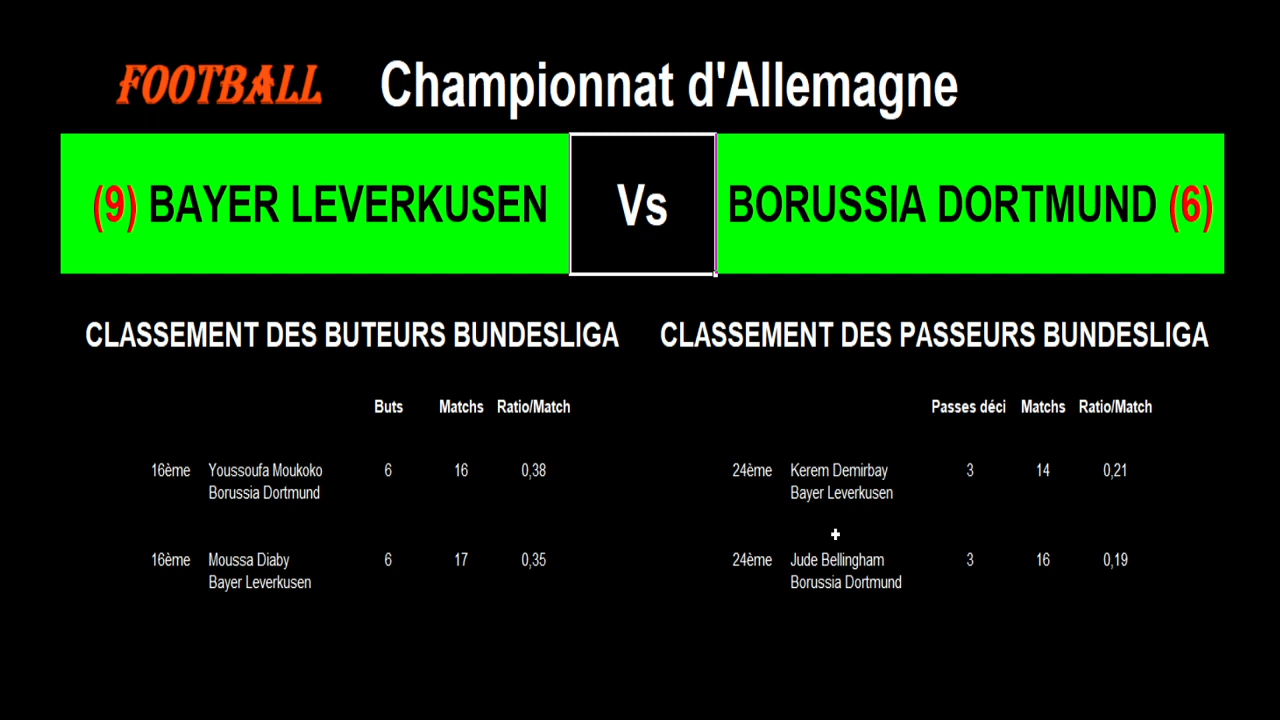 FOOTBALL Championnat d'Allemagne
(9) BAYER LEVERKUSEN Vs BORUSSIA DORTMUND (6)
CLASSEMENT DES BUTEURS BUNDESLIGA
Buts Matchs Ratio/Match
16ème Youssoufa Moukoko 6 16 0,38
Borussia Dortmund
16ème Moussa Diaby 6 17 0,35
Bayer Leverkusen
CLASSEMENT DES PASSEURS BUNDESLIGA
Passes déci Matchs Ratio/Match
24ème Kerem Demirbay 3 14 0,21
Bayer Leverkusen
24ème Jude Bellingham 3 16 0,19
Borussia Dortmund